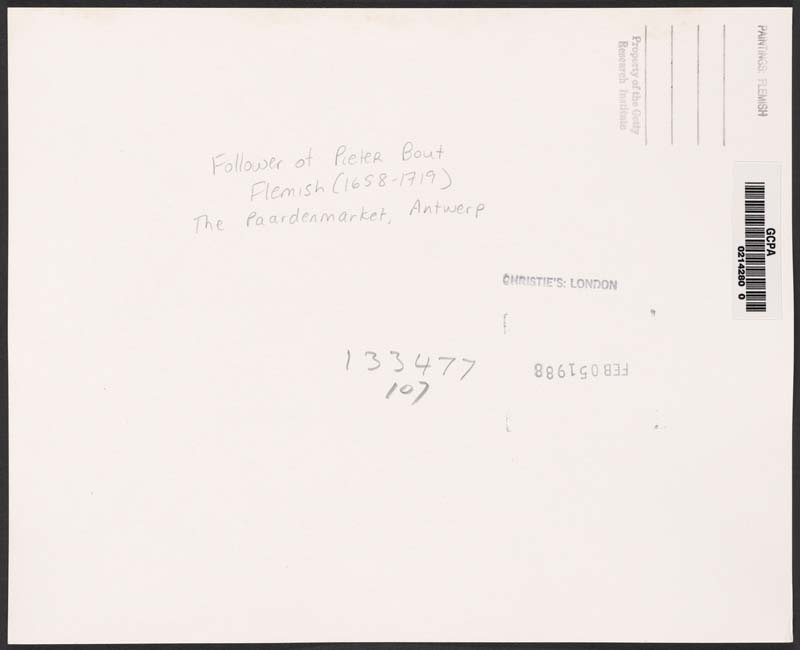 PAINTINGS: FLEMISH
Property of the Getty
Research Institute
Follower of Pieter Bout
Flemish (1658-1719)
The Paardenmarket, Antwerp
GCPA
0214280 0
CHRISTIE'S: LONDON
133477
107
FEB 05 1988